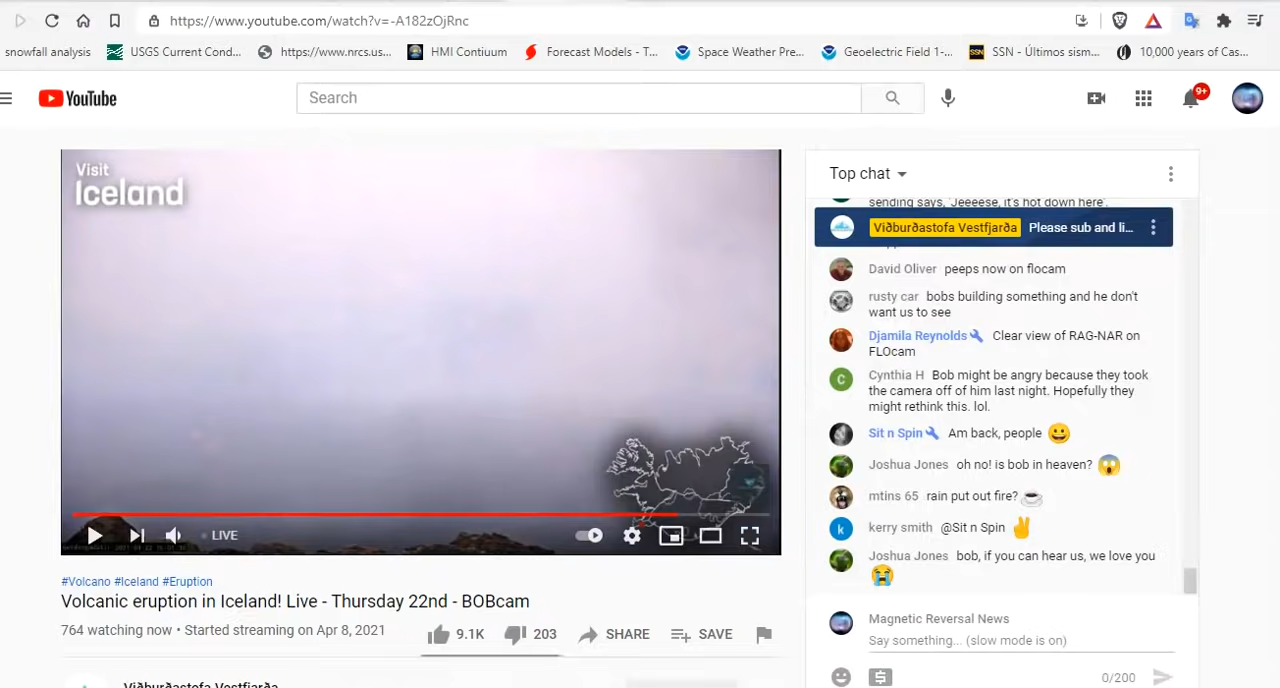 https://www.youtube.com/watch?v=-A182zOjRnc
snowfall analysis
USGS Current Cond...
https://www.nrcs.us...
HMI Contiuum
Forecast Models - T...
Space Weather Pre...
Geoelectric Field 1-...
SSN
SSN - Últimos sism...
10,000 years of Cas...
YouTube
Search
9+
Visit
Iceland
LIVE
#Volcano #Iceland #Eruption
Volcanic eruption in Iceland! Live - Thursday 22nd - BOBcam
764 watching now • Started streaming on Apr 8, 2021
9.1K
203
SHARE
SAVE
Viðburðastofa Vestfjarða
Top chat
sending says, 'Jeeeese, it's hot down here'.
Viðburðastofa Vestfjarða Please sub and li...
David Oliver peeps now on flocam
rusty car bobs building something and he don't
want us to see
Djamila Reynolds Clear view of RAG-NAR on
FLOcam
C
Cynthia H Bob might be angry because they took
the camera off of him last night. Hopefully they
might rethink this. lol.
Sit n Spin Am back, people 😀
Joshua Jones oh no! is bob in heaven? 😱
mtins 65 rain put out fire? ☕
k
kerry smith @Sit n Spin ✌
Joshua Jones bob, if you can hear us, we love you
😭
Magnetic Reversal News
Say something... (slow mode is on)
0/200